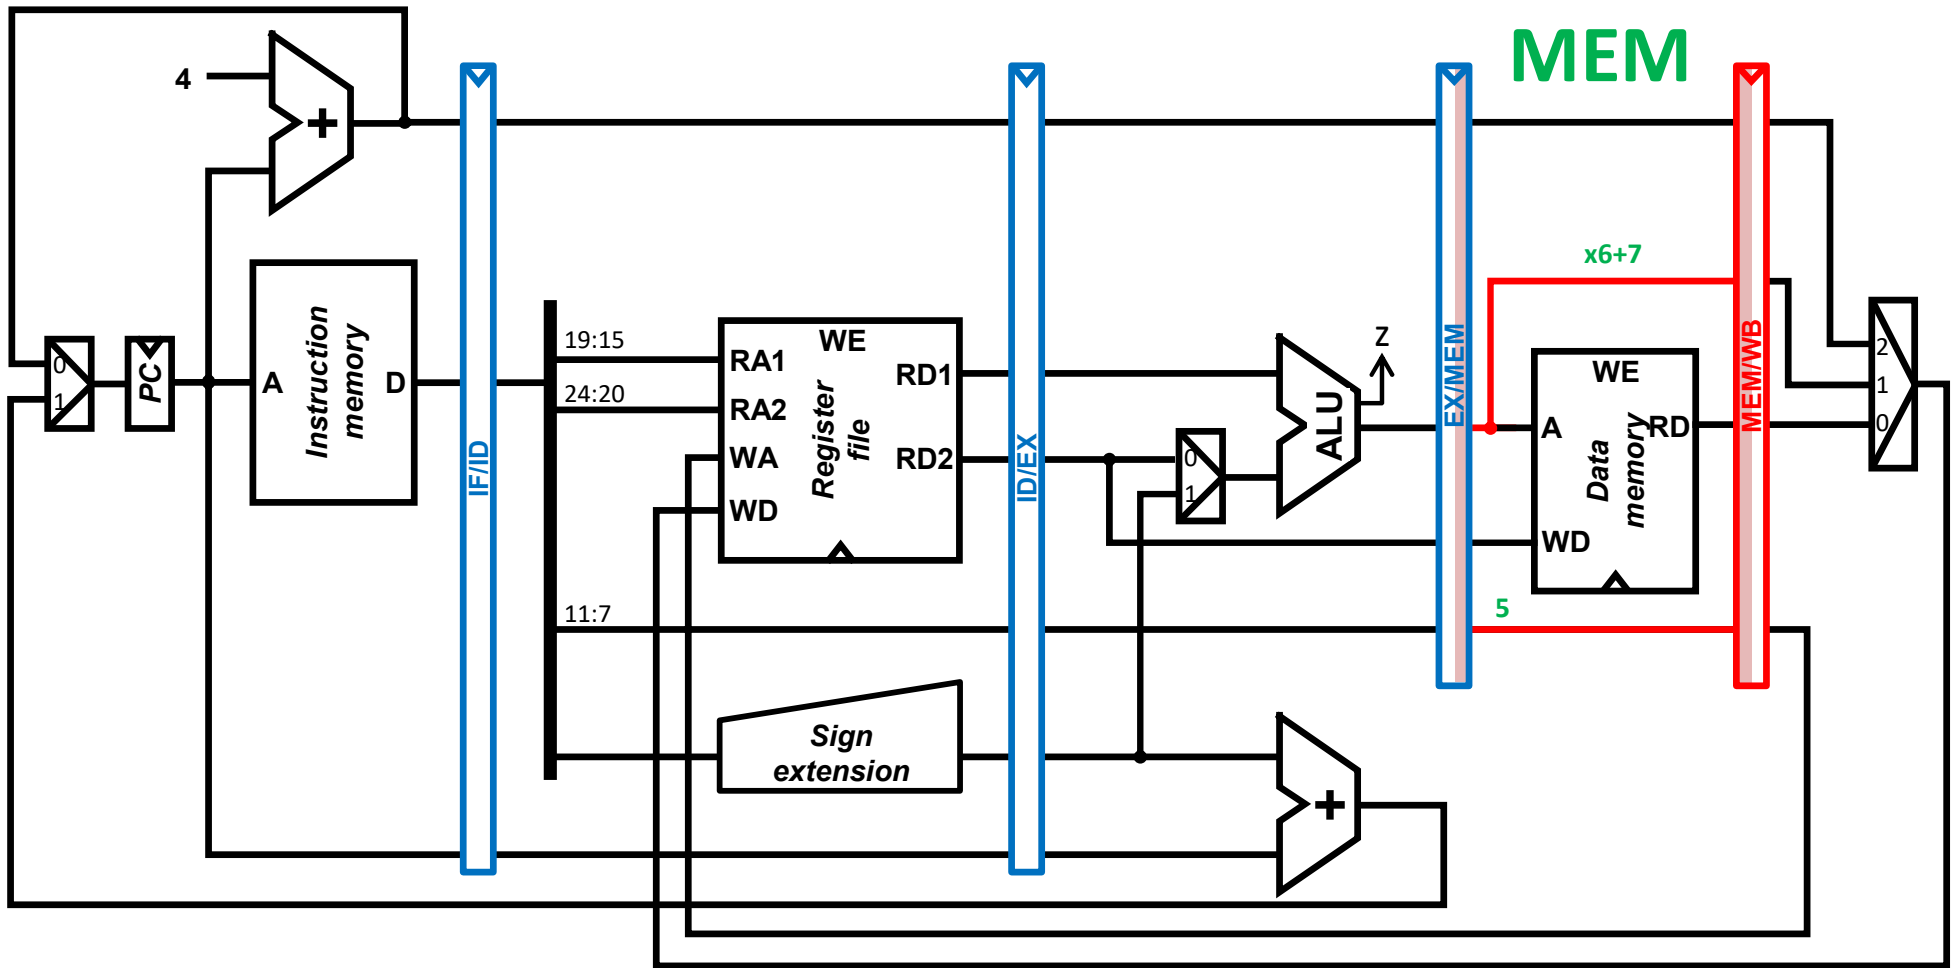 MEM
4
+
x6+7
Z
19:15
24:20
11:7
5
0
1
PC
A
D
Instruction
memory
IF/ID
WE
RA1
RA2
WA
WD
RD1
RD2
Register
file
ID/EX
0
1
ALU
EX/MEM
WE
A
RD
WD
Data
memory
MEM/WB
2
1
0
Sign
extension
+